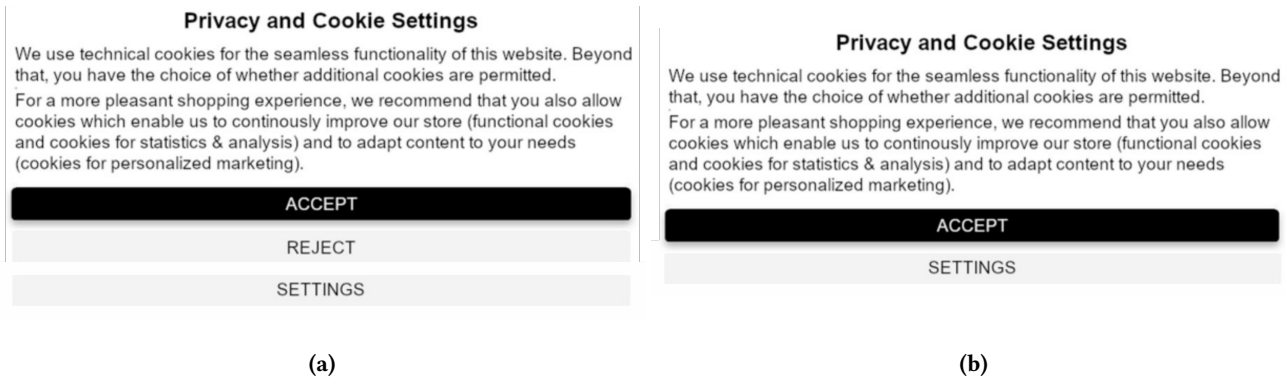 Privacy and Cookie Settings
We use technical cookies for the seamless functionality of this website. Beyond
that, you have the choice of whether additional cookies are permitted.
For a more pleasant shopping experience, we recommend that you also allow
cookies which enable us to continously improve our store (functional cookies
and cookies for statistics & analysis) and to adapt content to your needs
(cookies for personalized marketing).
ACCEPT
REJECT
SETTINGS
(a)
Privacy and Cookie Settings
We use technical cookies for the seamless functionality of this website. Beyond
that, you have the choice of whether additional cookies are permitted.
For a more pleasant shopping experience, we recommend that you also allow
cookies which enable us to continously improve our store (functional cookies
and cookies for statistics & analysis) and to adapt content to your needs
(cookies for personalized marketing).
ACCEPT
SETTINGS
(b)